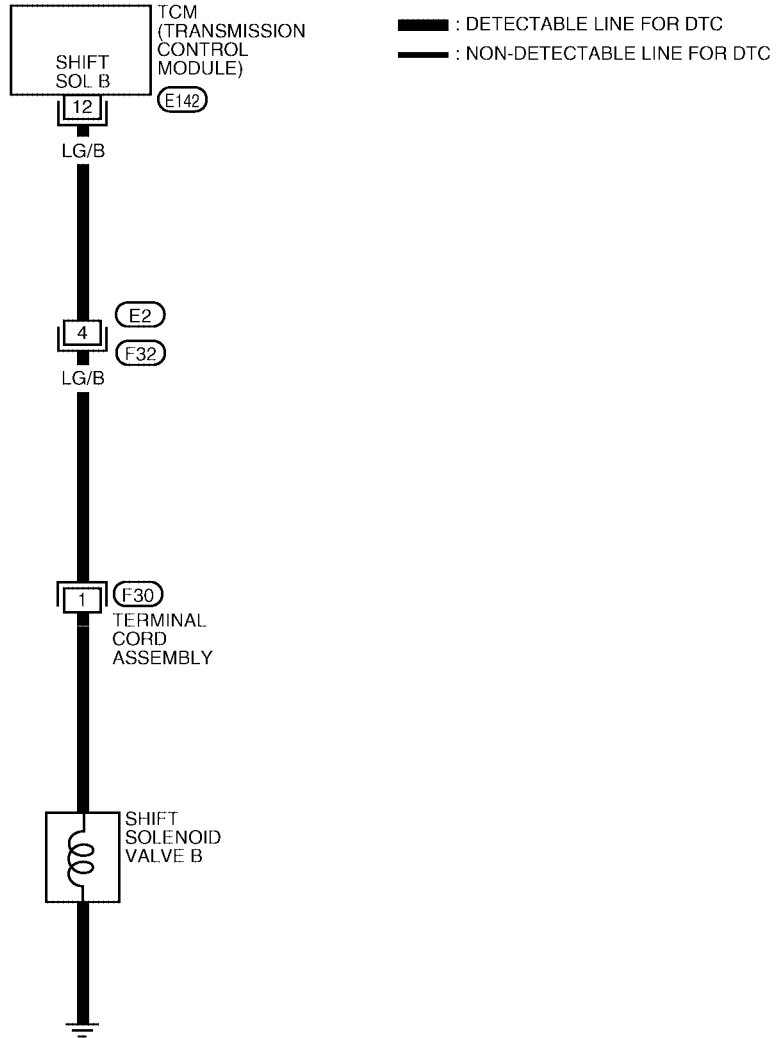 TCM
(TRANSMISSION
CONTROL
MODULE)
SHIFT
SOL B
12
E142
LG/B
: DETECTABLE LINE FOR DTC
: NON-DETECTABLE LINE FOR DTC
E2
4
F32
LG/B
1
F30
TERMINAL
CORD
ASSEMBLY
SHIFT
SOLENOID
VALVE B